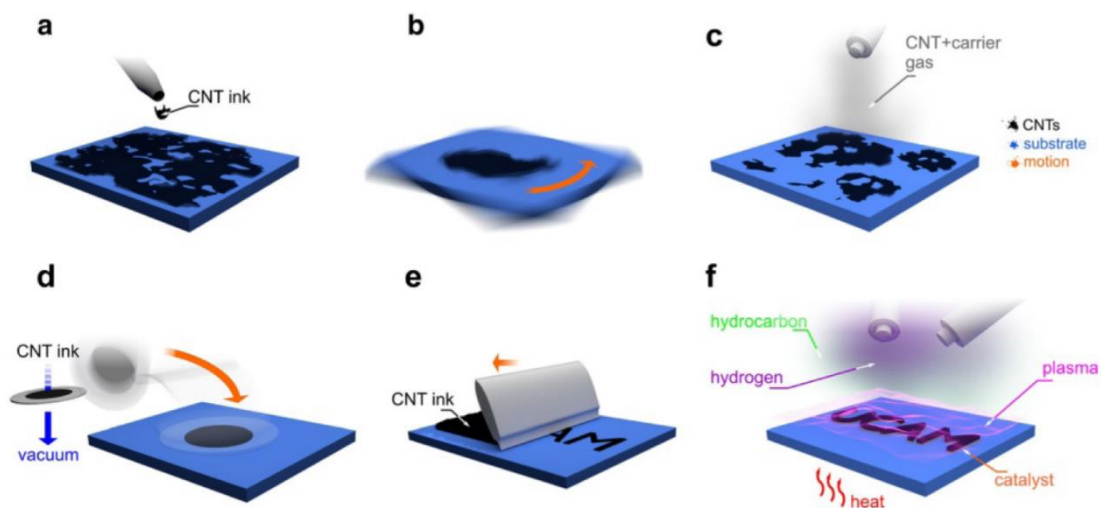 a
CNT ink
b
c
CNT+carrier
gas
CNTs
substrate
motion
d
CNT ink
vacuum
e
CNT ink
AM
f
hydrocarbon
hydrogen
plasma
UCAM
catalyst
heat